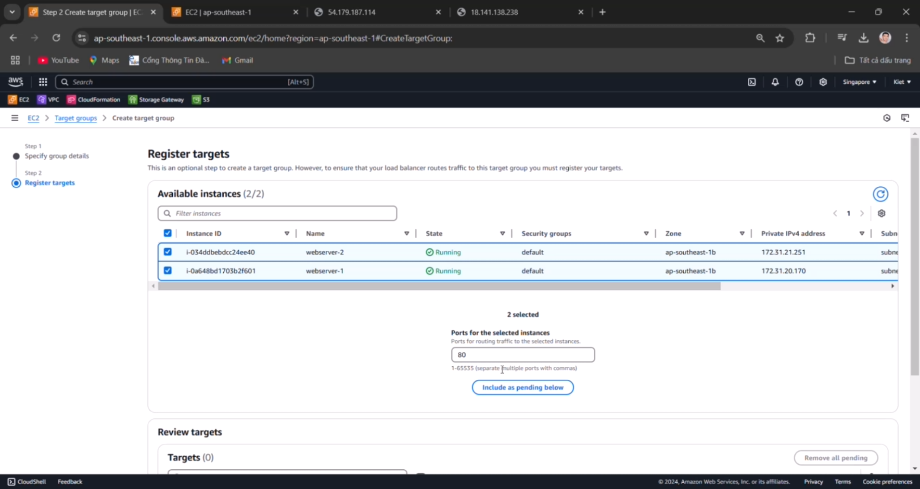 Step 2 Create target group | EC
EC2 | ap-southeast-1
54.179.187.114
18.141.138.238
ap-southeast-1.console.aws.amazon.com/ec2/home?region=ap-southeast-1#CreateTargetGroup:
YouTube
Maps
Cổng Thông Tin Đà...
Gmail
Tất cả dấu trang
aws
Search
[Alt+S]
Singapore
Kiet
EC2
VPC
CloudFormation
Storage Gateway
S3
EC2 > Target groups > Create target group
Step 1
Specify group details
Step 2
Register targets
Register targets
This is an optional step to create a target group. However, to ensure that your load balancer routes traffic to this target group you must register your targets.
Available instances (2/2)
Filter instances
1
Instance ID Name State Security groups Zone Private IPv4 address Subne
i-034ddbebdcc24ee40 webserver-2 Running default ap-southeast-1b 172.31.21.251 subne
i-0a648bd1703b2f601 webserver-1 Running default ap-southeast-1b 172.31.20.170 subne
2 selected
Ports for the selected instances
Ports for routing traffic to the selected instances.
80
1-65535 (separate multiple ports with commas)
Include as pending below
Review targets
Targets (0)
Remove all pending
CloudShell
Feedback
© 2024, Amazon Web Services, Inc. or its affiliates.
Privacy
Terms
Cookie preferences